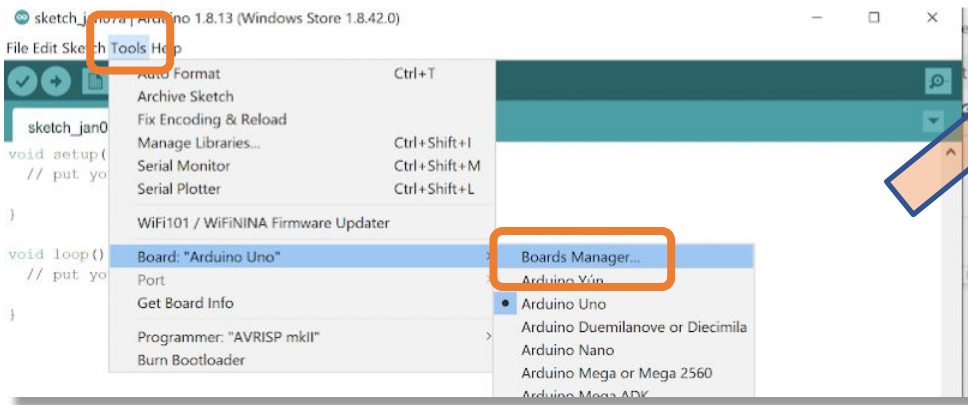 sketch_jan07a | Arduino 1.8.13 (Windows Store 1.8.42.0)
File Edit Sketch Tools Help
Auto Format Ctrl+T
Archive Sketch
Fix Encoding & Reload
sketch_jan0
Manage Libraries... Ctrl+Shift+I
void setup(
Serial Monitor Ctrl+Shift+M
// put yo
Serial Plotter Ctrl+Shift+L
}
WiFi101 / WiFiNINA Firmware Updater
void loop()
Board: "Arduino Uno" Boards Manager...
// put yo
Port Arduino Yún
Get Board Info Arduino Uno
}
Arduino Duemilanove or Diecimila
Programmer: "AVRISP mkII" Arduino Nano
Burn Bootloader Arduino Mega or Mega 2560
Arduino Mega ADK